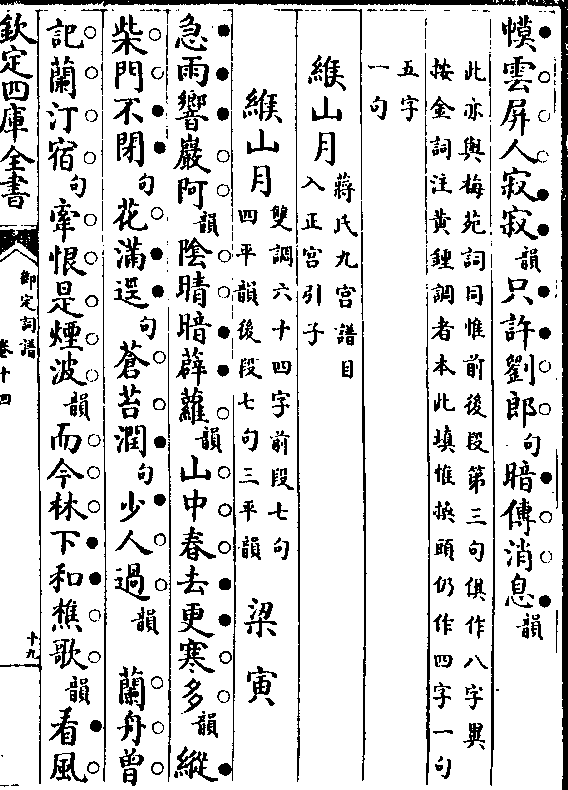 幙雲屏人寂寂韻只許劉郎句暗傳消息韻
此亦與梅苑詞同惟前後段第三句俱作八字異
按金詞注黃鍾調者本此填惟換頭仍作四字一句
五字
一句
緱山月
蔣氏九宮譜目
入正宮引子
緱山月
雙調六十四字前段七句
四平韻後段七句三平韻
梁寅
急雨響巖阿韻陰晴暗薜蘿韻山中春去更寒多韻縱
柴門不閉句花滿逕句蒼苔潤句少人過韻 蘭舟曾
記蘭汀宿句牽恨是煙波韻而今林下和樵歌韻看風
欽定四庫全書
御定詞譜
卷十四
十九